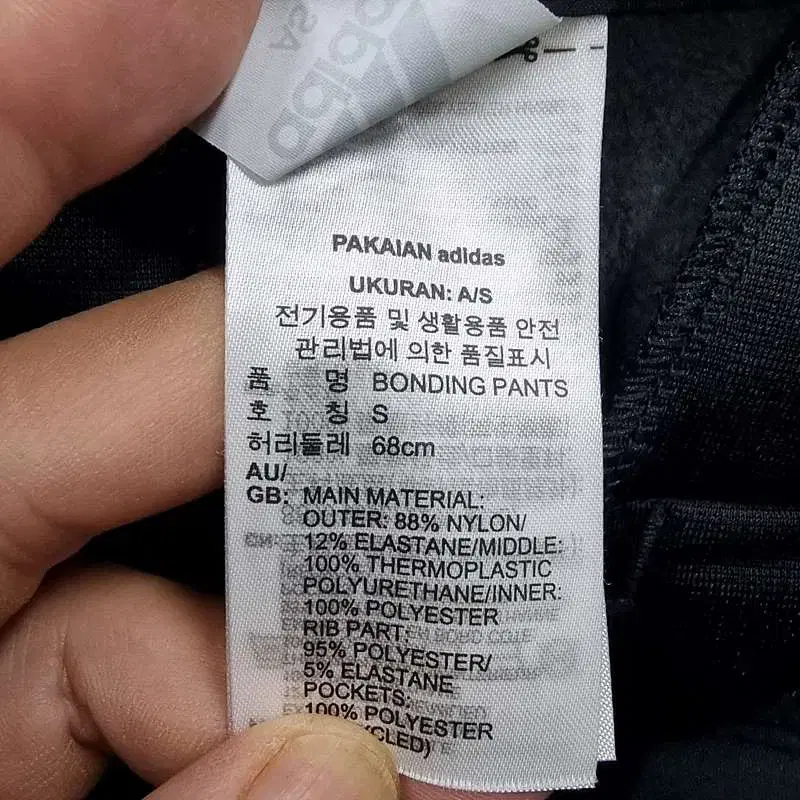 adidas
PAKAIAN adidas
UKURAN: A/S
전기용품 및 생활용품 안전
관리법에 의한 품질표시
품 명 BONDING PANTS
호 칭 S
허리둘레 68cm
AU/
GB: MAIN MATERIAL:
OUTER: 88% NYLON/
12% ELASTANE/MIDDLE:
100% THERMOPLASTIC
POLYURETHANE/INNER:
100% POLYESTER
RIB PART:
95% POLYESTER/
5% ELASTANE
POCKETS:
100% POLYESTER